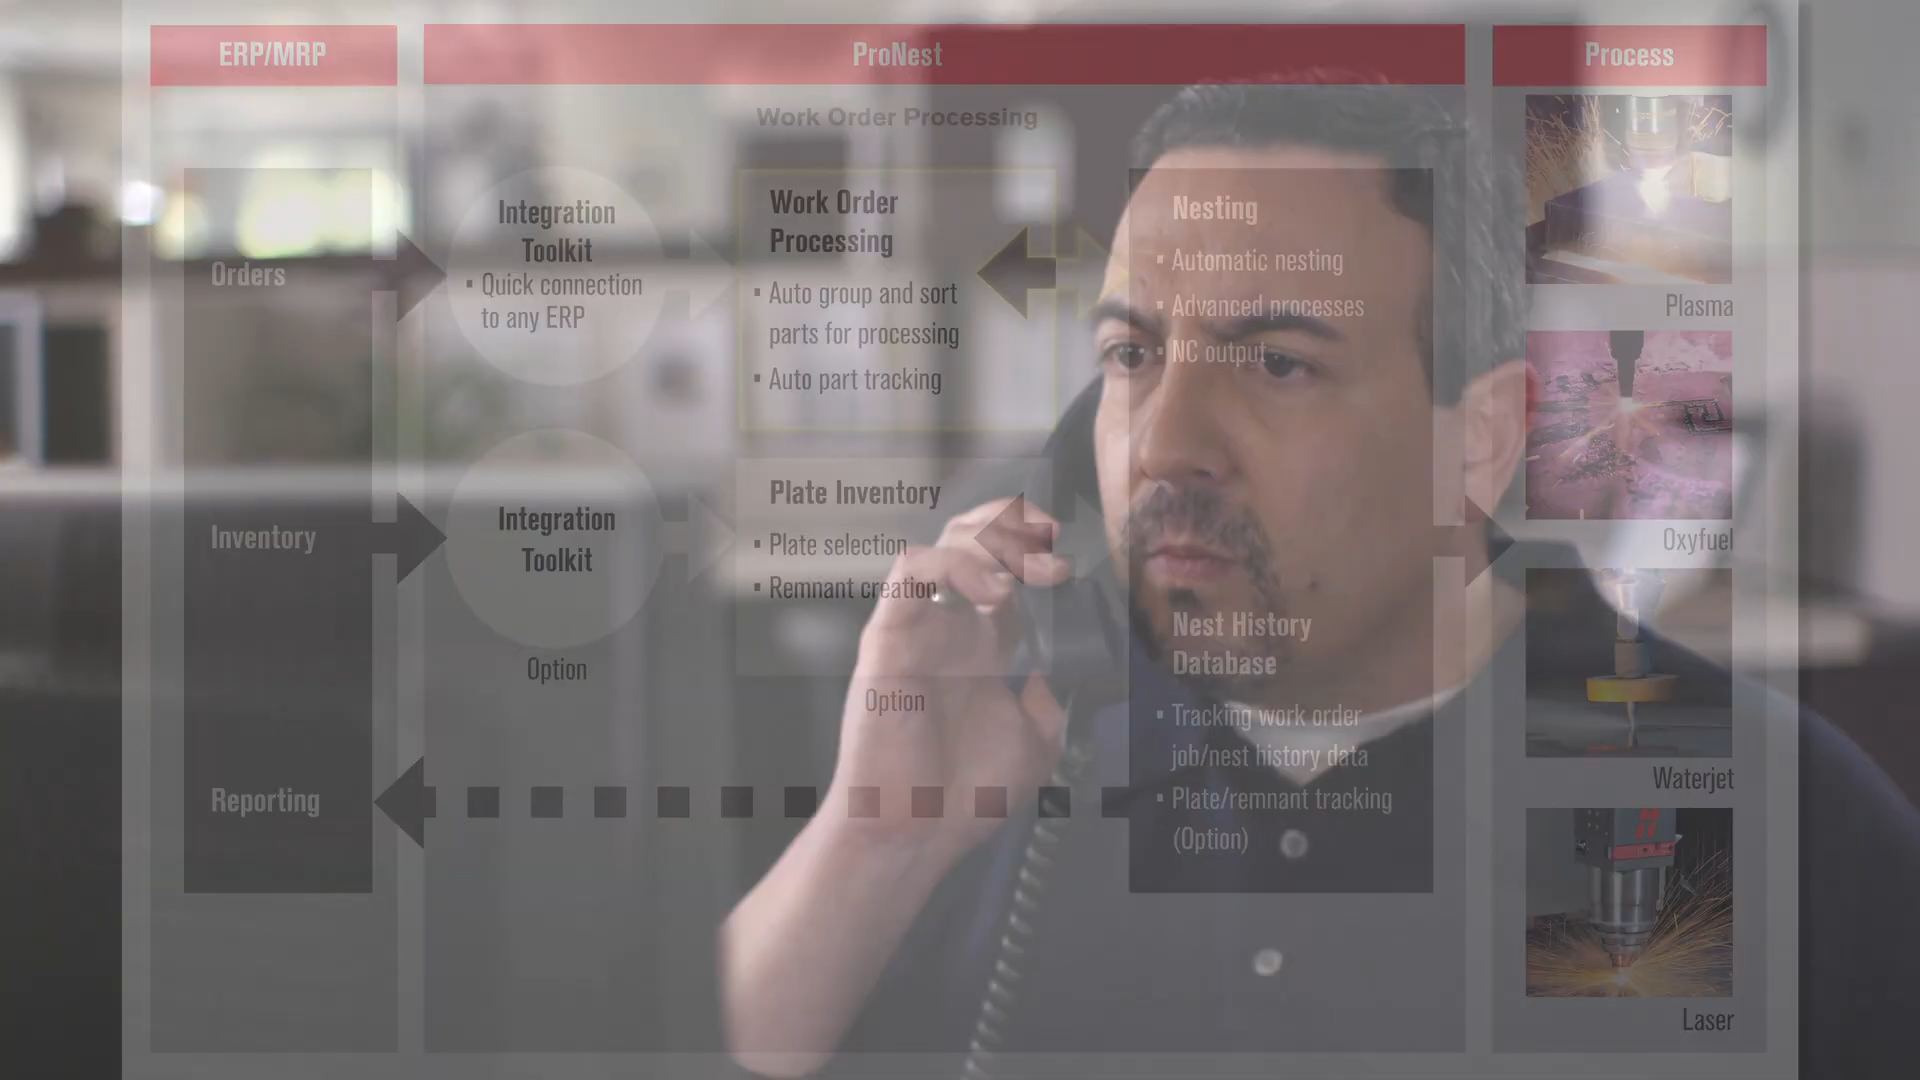 ERP/MRP
ProNest
Process
Work Order Processing
Orders
Integration
Toolkit
▪ Quick connection
to any ERP
Work Order
Processing
▪ Auto group and sort
parts for processing
▪ Auto part tracking
Nesting
▪ Automatic nesting
▪ Advanced processes
▪ NC output
Plasma
Inventory
Integration
Toolkit
Option
Plate Inventory
▪ Plate selection
▪ Remnant creation
Option
Oxyfuel
Reporting
Nest History
Database
▪ Tracking work order
job/nest history data
▪ Plate/remnant tracking
(Option)
Waterjet
Laser